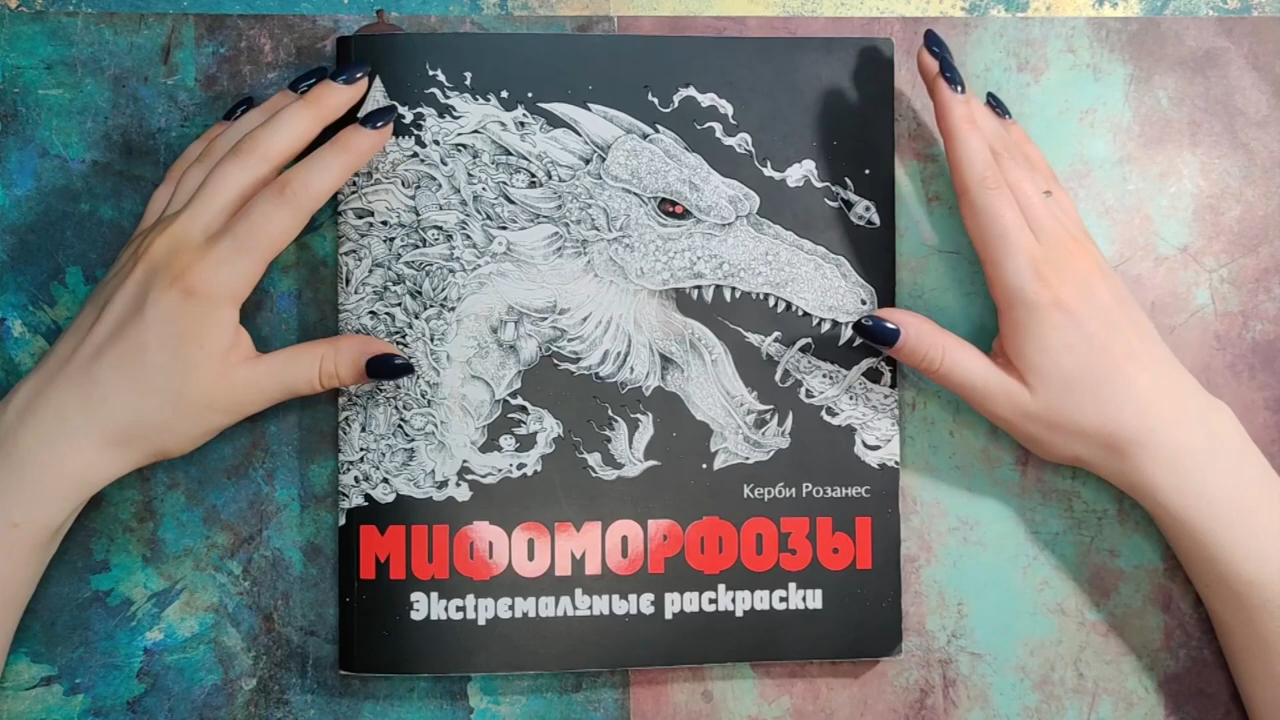 Керби Розанес
МИФОМОРФОЗЫ
Экстремальные раскраски